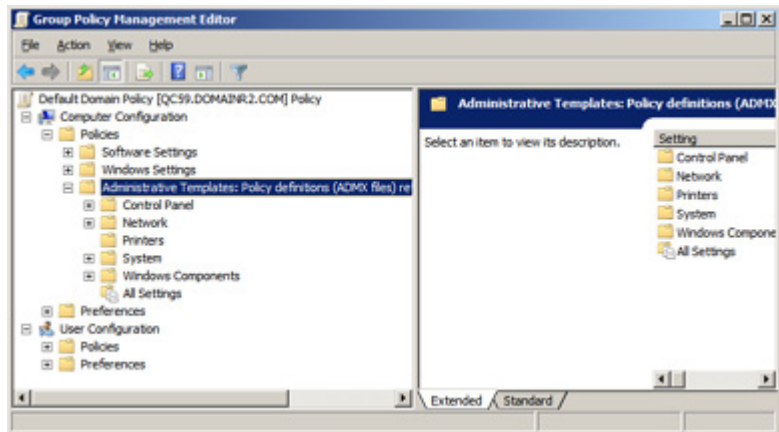 Group Policy Management Editor
File Action View Help
Default Domain Policy [QC59.DOMAINR2.COM] Policy
Computer Configuration
Policies
Software Settings
Windows Settings
Administrative Templates: Policy definitions (ADMX files) re
Control Panel
Network
Printers
System
Windows Components
All Settings
Preferences
User Configuration
Policies
Preferences
Administrative Templates: Policy definitions (ADMX
Select an item to view its description.
Setting
Control Panel
Network
Printers
System
Windows Compone
All Settings
Extended Standard